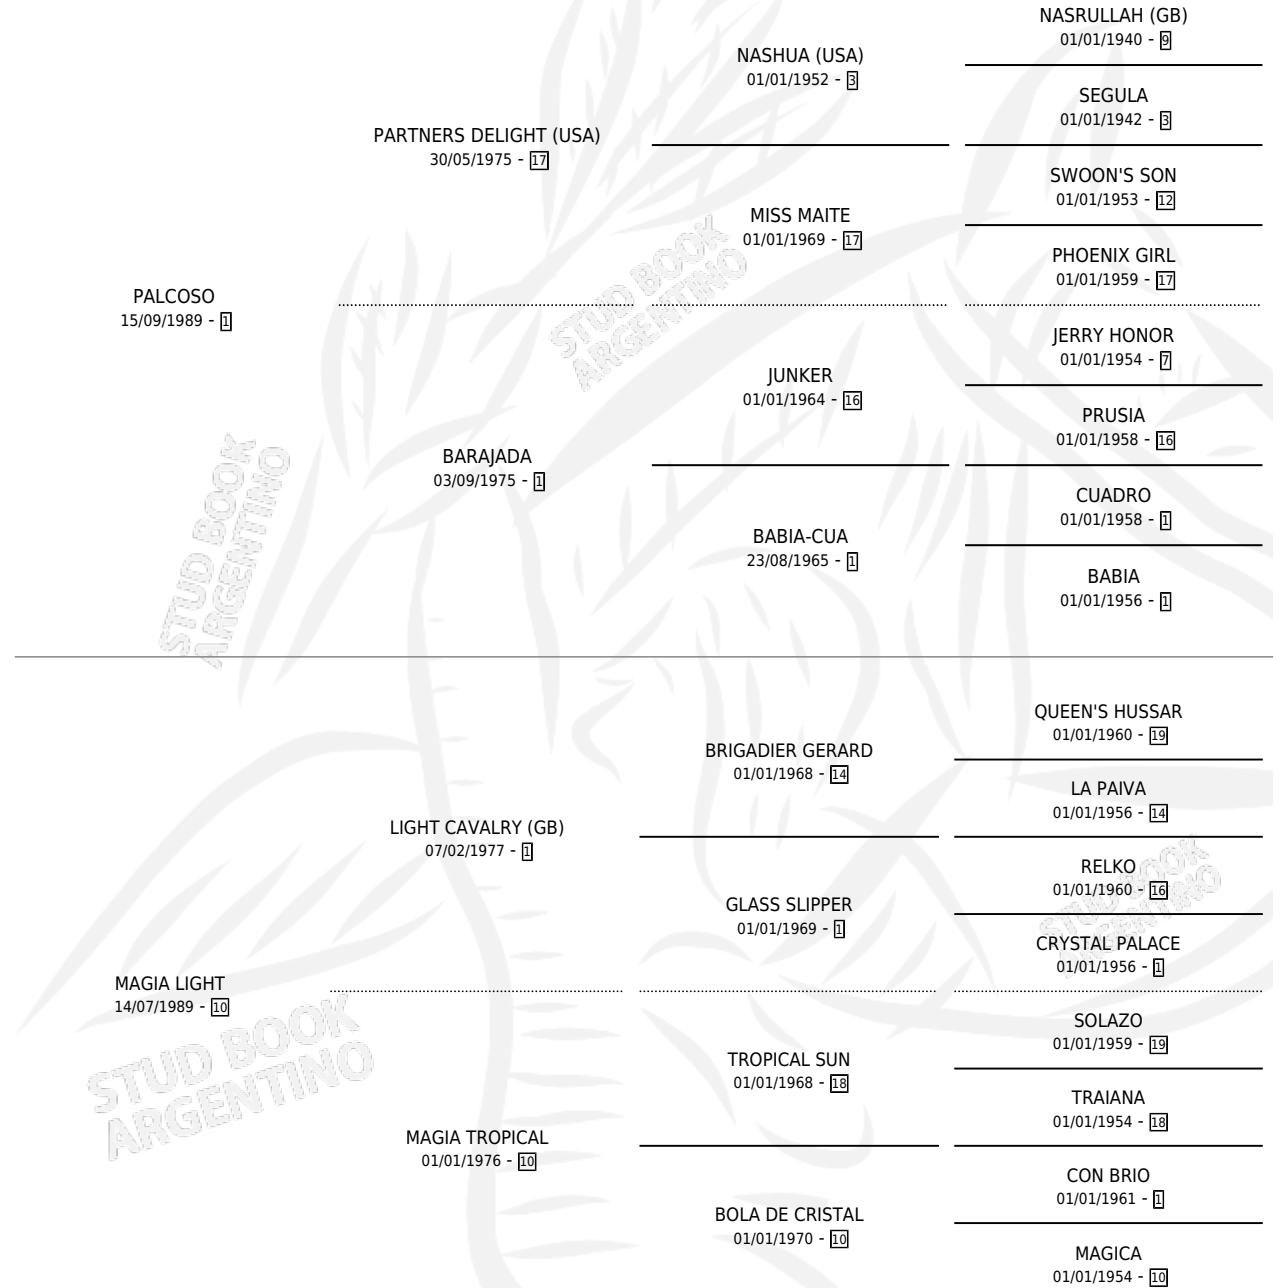 NASRULLAH (GB)
01/01/1940 - 9
NASHUA (USA)
01/01/1952 - 3
SEGULA
01/01/1942 - 3
PARTNERS DELIGHT (USA)
30/05/1975 - 17
SWOON'S SON
01/01/1953 - 12
MISS MAITE
01/01/1969 - 17
PHOENIX GIRL
01/01/1959 - 17
PALCOSO
15/09/1989 - 1
STUD BOOK
ARGENTINO
JERRY HONOR
01/01/1954 - 7
JUNKER
01/01/1964 - 16
PRUSIA
01/01/1958 - 16
BARAJADA
03/09/1975 - 1
CUADRO
01/01/1958 - 1
BABIA-CUA
23/08/1965 - 1
BABIA
01/01/1956 - 1
STUD BOOK
ARGENTINO
QUEEN'S HUSSAR
01/01/1960 - 19
BRIGADIER GERARD
01/01/1968 - 14
LA PAIVA
01/01/1956 - 14
LIGHT CAVALRY (GB)
07/02/1977 - 1
RELKO
01/01/1960 - 16
STUD BOOK
ARGENTINO
GLASS SLIPPER
01/01/1969 - 1
CRYSTAL PALACE
01/01/1956 - 1
MAGIA LIGHT
14/07/1989 - 10
SOLAZO
01/01/1959 - 19
TROPICAL SUN
01/01/1968 - 18
TRAIANA
01/01/1954 - 18
STUD BOOK
ARGENTINO
MAGIA TROPICAL
01/01/1976 - 10
CON BRIO
01/01/1961 - 1
BOLA DE CRISTAL
01/01/1970 - 10
MAGICA
01/01/1954 - 10